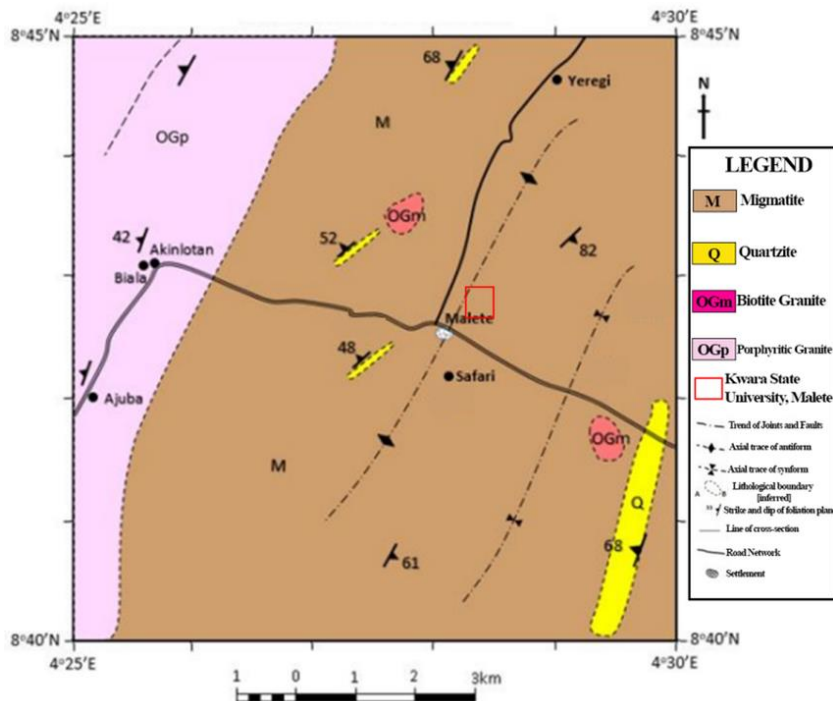 4°25'E
4°30'E
8°45'N
8°45'N
68
Yeregi
N
M
OGp
OGm
52
42
Akinlotan
Biala
82
Malete
48
Safari
Ajuba
OGm
M
Q
68
61
8°40'N
8°40'N
4°25'E
4°30'E
1 0 1 2 3km
LEGEND
M Migmatite
Q Quartzite
OGm Biotite Granite
OGp Porphyritic Granite
Kwara State
University, Malete
Trend of Joints and Faults
Axial trace of antiform
Axial trace of synform
A B Lithological boundary
[inferred]
Strike and dip of foliation plan
Line of cross-section
Road Network
Settlement